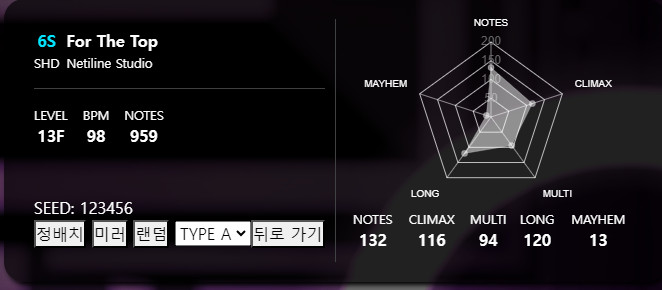 6S For The Top
SHD Netiline Studio
LEVEL BPM NOTES
13F 98 959
SEED: 123456
정배치 미러 랜덤 TYPE A 뒤로 가기
NOTES
200
150
100
50
MAYHEM CLIMAX
LONG MULTI
NOTES CLIMAX MULTI LONG MAYHEM
132 116 94 120 13